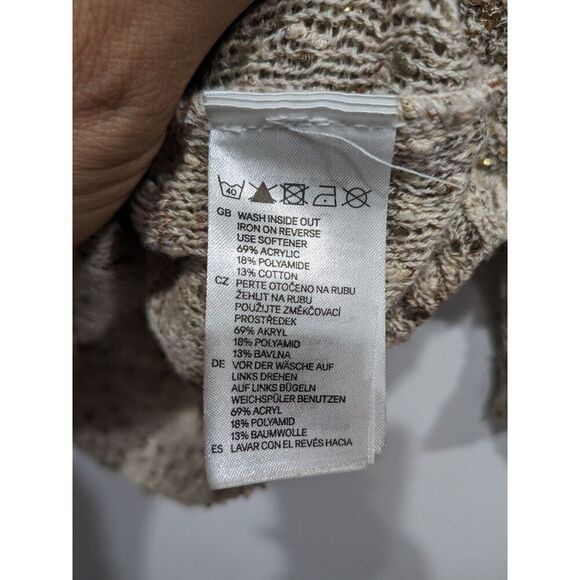 40
GB WASH INSIDE OUT
IRON ON REVERSE
USE SOFTENER
69% ACRYLIC
18% POLYAMIDE
13% COTTON
CZ PERTE OTOČENO NA RUBU
ŽEHLIT NA RUBU
POUŽIJTE ZMĚKČOVACÍ
PROSTŘEDEK
69% AKRYL
18% POLYAMID
13% BAVLNA
DE VOR DER WÄSCHE AUF
LINKS DREHEN
AUF LINKS BÜGELN
WEICHSPÜLER BENUTZEN
69% ACRYL
18% POLYAMID
13% BAUMWOLLE
ES LAVAR CON EL REVÉS HACIA